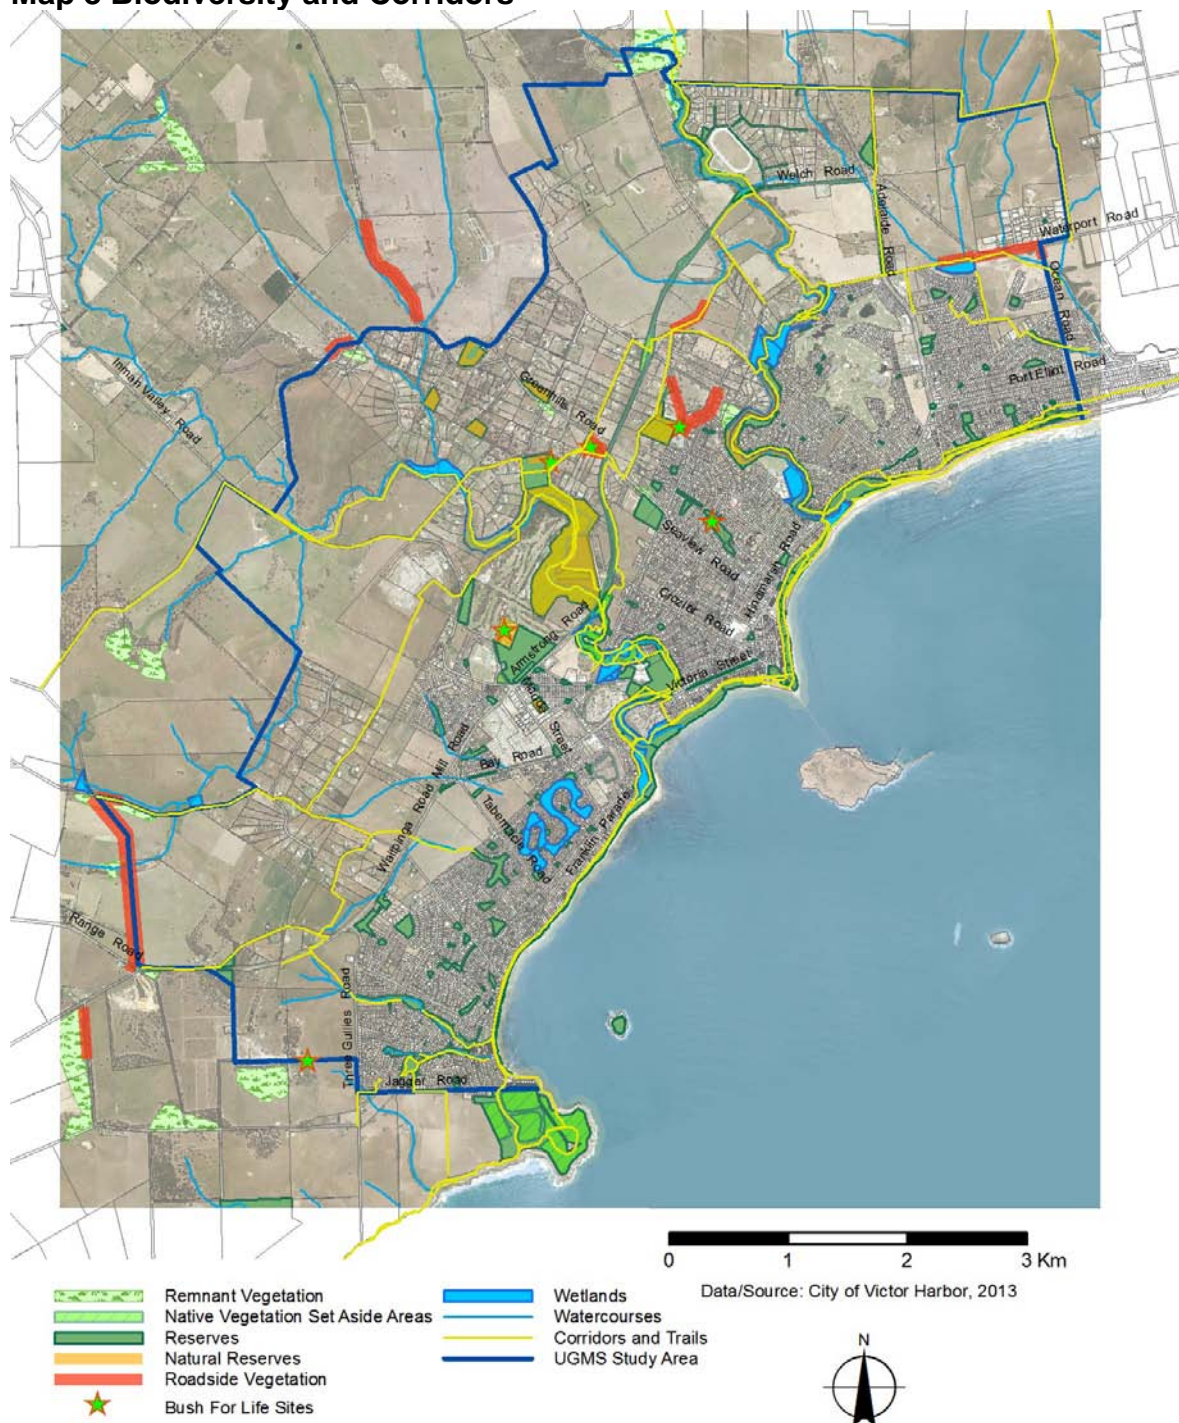 Map 3 Biodiversity and Corridors
Welch Road
Adelaide Road
Waterport Road
Ocean Road
Port Elliot Road
Inman Valley Road
Greenhills Road
Seaview Road
Crozier Road
Hindmarsh Road
Armstrong Road
Victoria Street
Maude Street
Bay Road
Waitpinga Road
Mill Road
Tabernacle Road
Franklin Parade
Range Road
Three Gullies Road
Jagger Road
0 1 2 3 Km
Data/Source: City of Victor Harbor, 2013
Remnant Vegetation
Native Vegetation Set Aside Areas
Reserves
Natural Reserves
Roadside Vegetation
Bush For Life Sites
Wetlands
Watercourses
Corridors and Trails
UGMS Study Area
N